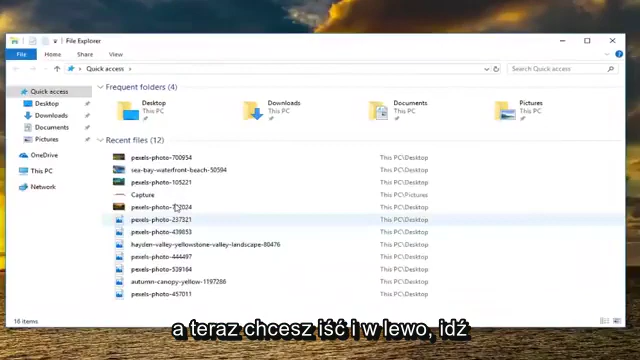 File Explorer
File Home Share View
Quick access Search Quick access
Quick access
Desktop
Downloads
Documents
Pictures
OneDrive
This PC
Network
Frequent folders (4)
Desktop
This PC
Downloads
This PC
Documents
This PC
Pictures
This PC
Recent files (12)
pexels-photo-700954 This PC\Desktop
sea-bay-waterfront-beach-50594 This PC\Desktop
pexels-photo-105221 This PC\Desktop
Capture This PC\Desktop
This PC\Desktop
pexels-photo-237321 This PC\Desktop
pexels-photo-439853 This PC\Desktop
hayden-valley-yellowstone-valley-landscape-80476 This PC\Desktop
pexels-photo-444497 This PC\Desktop
pexels-photo-539164 This PC\Desktop
autumn-canopy-yellow-1197286 This PC\Desktop
pexels-photo-457011 This PC\Desktop
16 items
a teraz chcesz iść i w lewo, idź